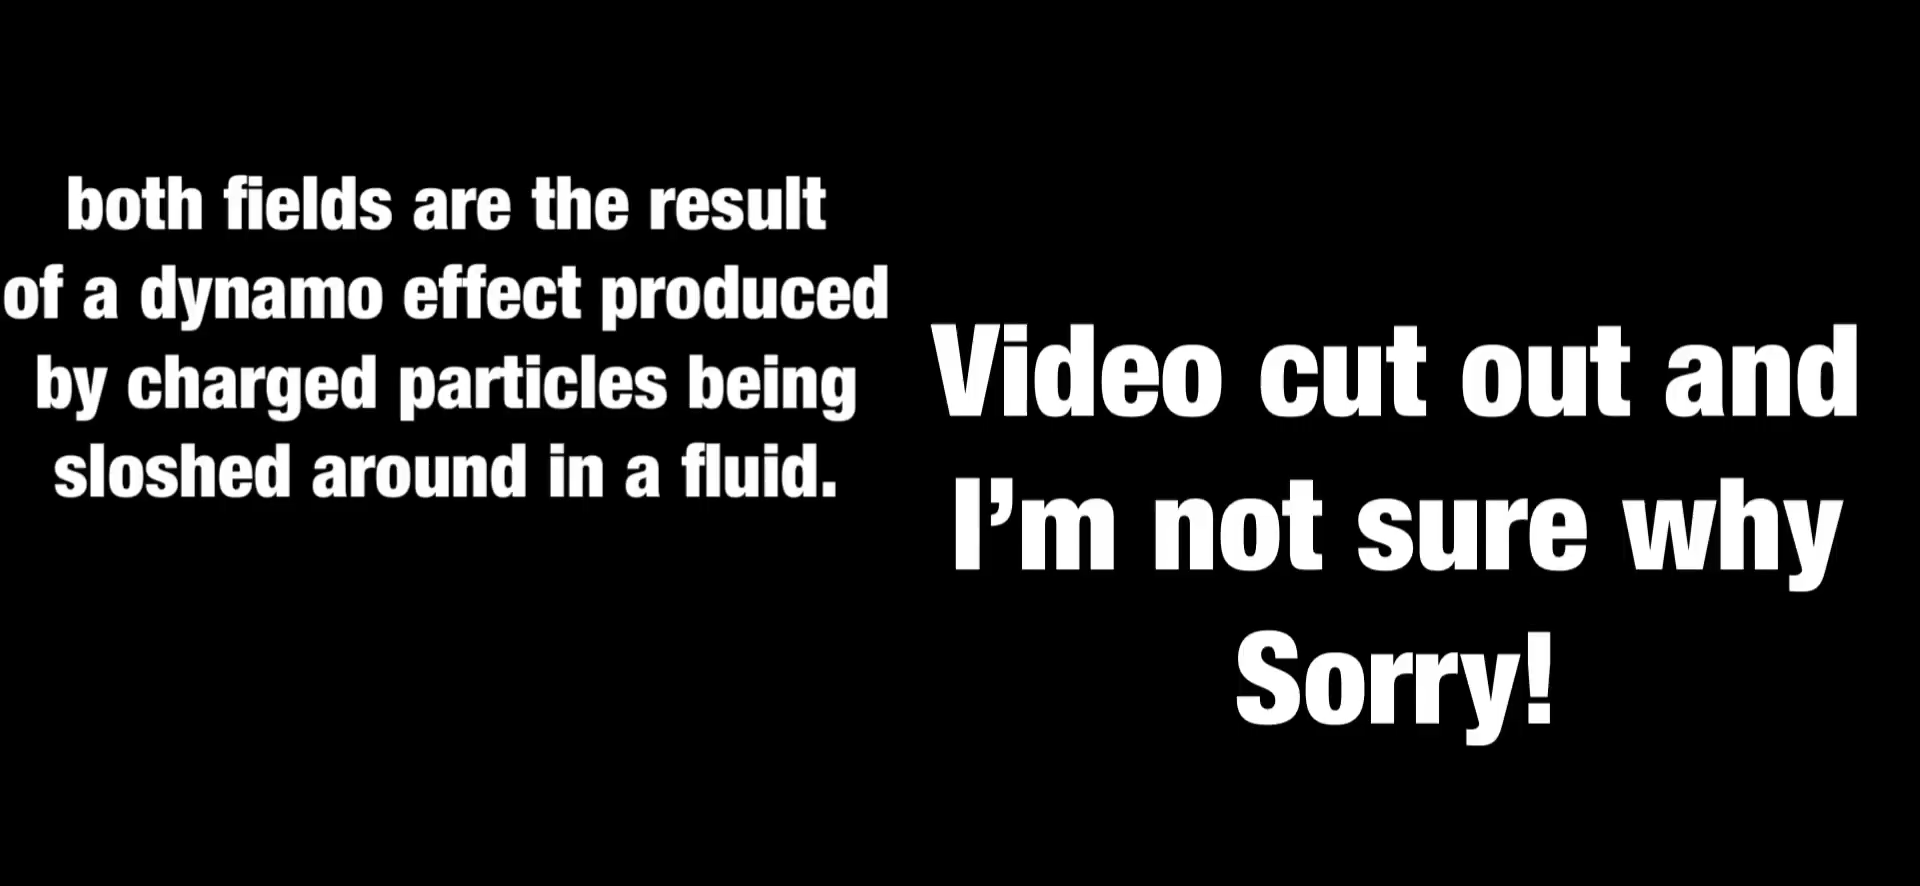 both fields are the result
of a dynamo effect produced
by charged particles being
sloshed around in a fluid.
Video cut out and
I’m not sure why
Sorry!